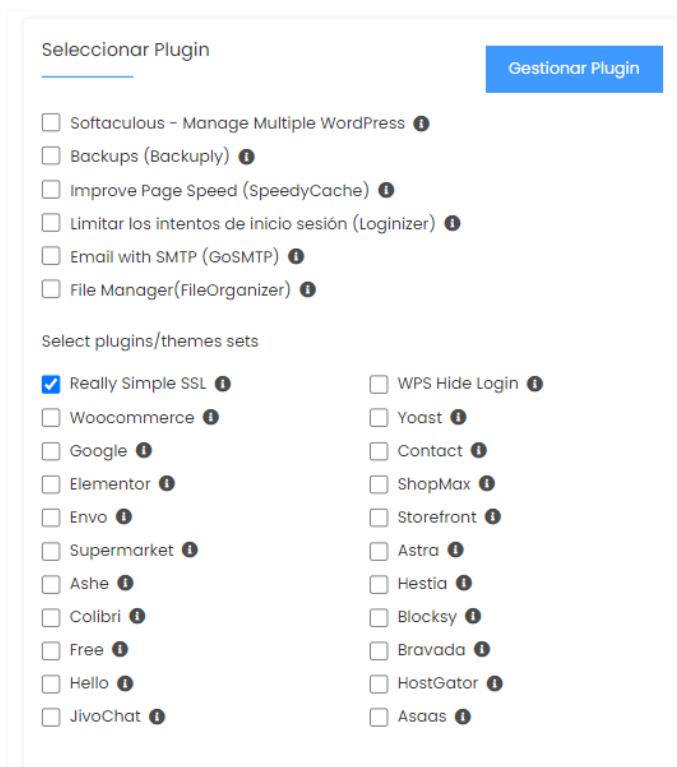 Seleccionar Plugin
Gestionar Plugin
Softaculous - Manage Multiple WordPress
Backups (Backuply)
Improve Page Speed (SpeedyCache)
Limitar los intentos de inicio sesión (Loginizer)
Email with SMTP (GoSMTP)
File Manager(FileOrganizer)
Select plugins/themes sets
Really Simple SSL
WPS Hide Login
Woocommerce
Yoast
Google
Contact
Elementor
ShopMax
Envo
Storefront
Supermarket
Astra
Ashe
Hestia
Colibri
Blocksy
Free
Bravada
Hello
HostGator
JivoChat
Asaas